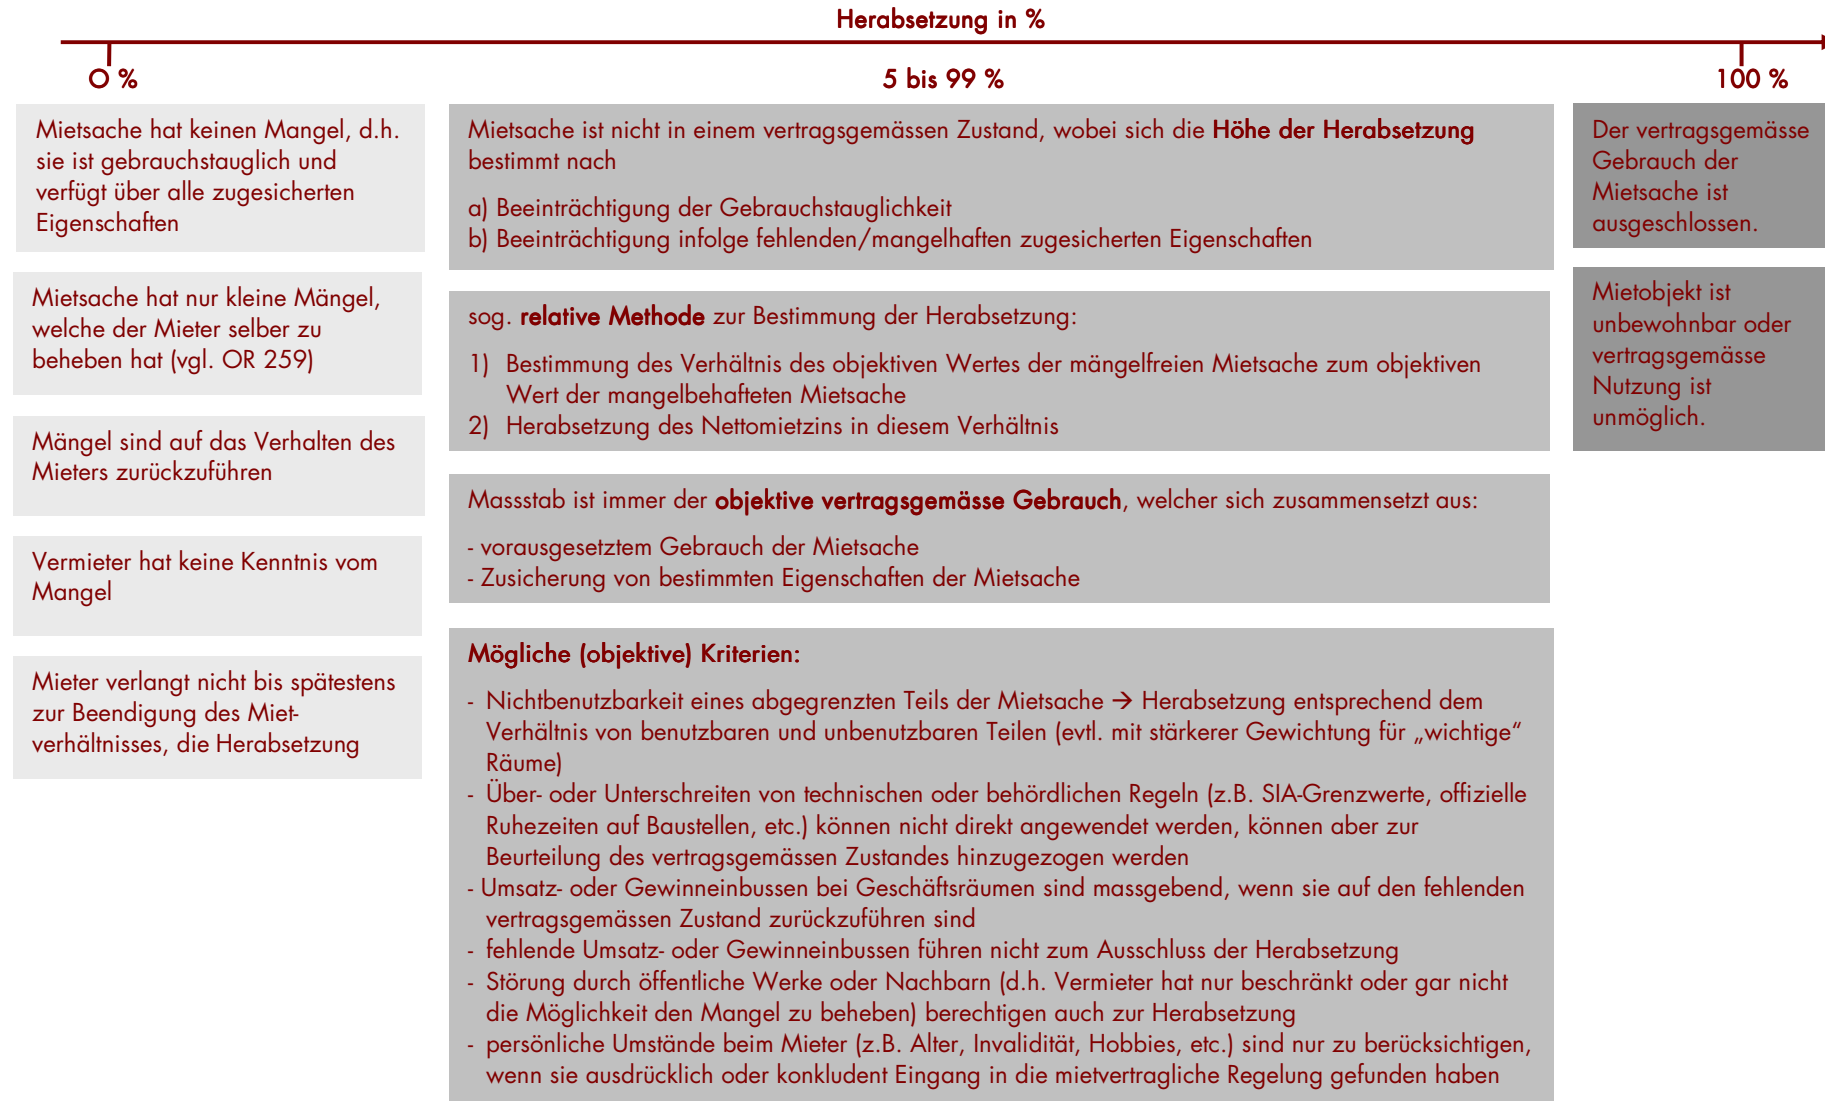 Herabsetzung in %
O %
5 bis 99 %
100 %
Mietsache hat keinen Mangel, d.h.
sie ist gebrauchstauglich und
verfügt über alle zugesicherten
Eigenschaften
Mietsache hat nur kleine Mängel,
welche der Mieter selber zu
beheben hat (vgl. OR 259)
Mängel sind auf das Verhalten des
Mieters zurückzuführen
Vermieter hat keine Kenntnis vom
Mangel
Mieter verlangt nicht bis spätestens
zur Beendigung des Miet-
verhältnisses, die Herabsetzung
Mietsache ist nicht in einem vertragsgemässen Zustand, wobei sich die Höhe der Herabsetzung
bestimmt nach
a) Beeinträchtigung der Gebrauchstauglichkeit
b) Beeinträchtigung infolge fehlenden/mangelhaften zugesicherten Eigenschaften
sog. relative Methode zur Bestimmung der Herabsetzung:
1) Bestimmung des Verhältnis des objektiven Wertes der mängelfreien Mietsache zum objektiven
Wert der mangelbehafteten Mietsache
2) Herabsetzung des Nettomietzins in diesem Verhältnis
Massstab ist immer der objektive vertragsgemässe Gebrauch, welcher sich zusammensetzt aus:
- vorausgesetztem Gebrauch der Mietsache
- Zusicherung von bestimmten Eigenschaften der Mietsache
Mögliche (objektive) Kriterien:
- Nichtbenutzbarkeit eines abgegrenzten Teils der Mietsache → Herabsetzung entsprechend dem
Verhältnis von benutzbaren und unbenutzbaren Teilen (evtl. mit stärkerer Gewichtung für „wichtige“
Räume)
- Über- oder Unterschreiten von technischen oder behördlichen Regeln (z.B. SIA-Grenzwerte, offizielle
Ruhezeiten auf Baustellen, etc.) können nicht direkt angewendet werden, können aber zur
Beurteilung des vertragsgemässen Zustandes hinzugezogen werden
- Umsatz- oder Gewinneinbussen bei Geschäftsräumen sind massgebend, wenn sie auf den fehlenden
vertragsgemässen Zustand zurückzuführen sind
- fehlende Umsatz- oder Gewinneinbussen führen nicht zum Ausschluss der Herabsetzung
- Störung durch öffentliche Werke oder Nachbarn (d.h. Vermieter hat nur beschränkt oder gar nicht
die Möglichkeit den Mangel zu beheben) berechtigen auch zur Herabsetzung
- persönliche Umstände beim Mieter (z.B. Alter, Invalidität, Hobbies, etc.) sind nur zu berücksichtigen,
wenn sie ausdrücklich oder konkludent Eingang in die mietvertragliche Regelung gefunden haben
Der vertragsgemässe
Gebrauch der
Mietsache ist
ausgeschlossen.
Mietobjekt ist
unbewohnbar oder
vertragsgemässe
Nutzung ist
unmöglich.